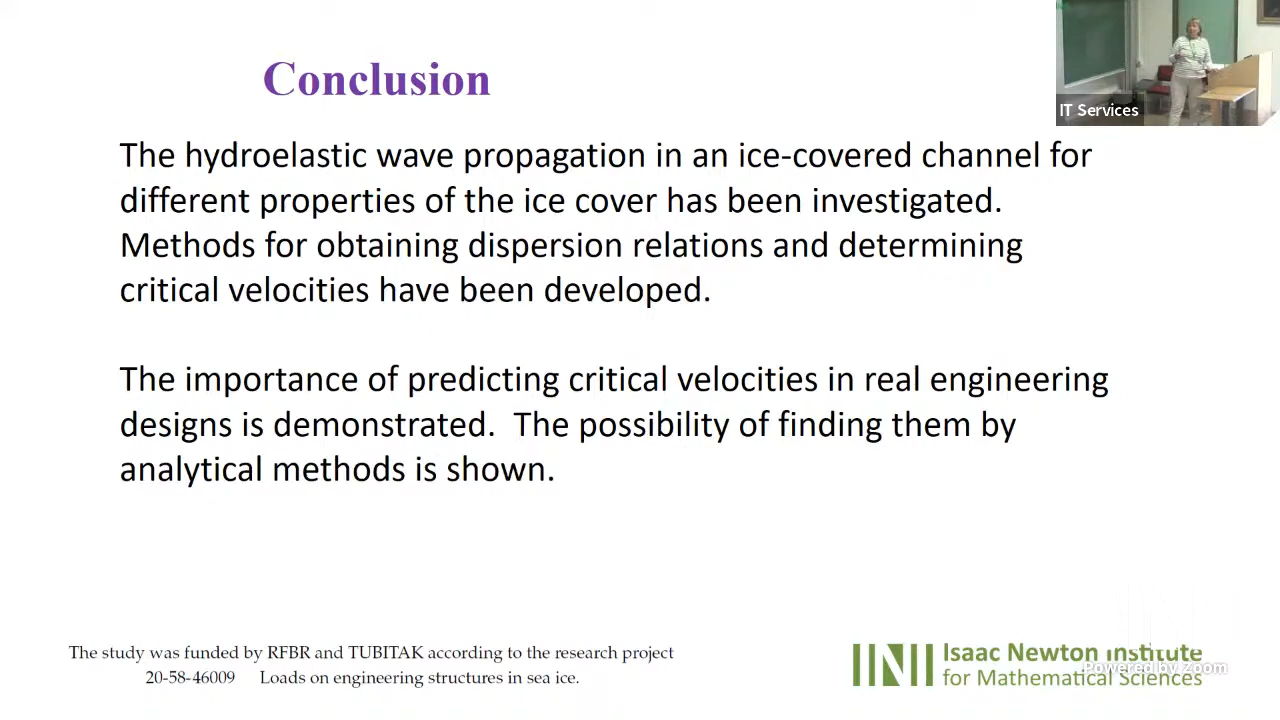 Conclusion
IT Services
The hydroelastic wave propagation in an ice-covered channel for
different properties of the ice cover has been investigated.
Methods for obtaining dispersion relations and determining
critical velocities have been developed.
The importance of predicting critical velocities in real engineering
designs is demonstrated.  The possibility of finding them by
analytical methods is shown.
The study was funded by RFBR and TUBITAK according to the research project
20-58-46009 Loads on engineering structures in sea ice.
Isaac Newton Institute
for Mathematical Sciences
Powered by zoom